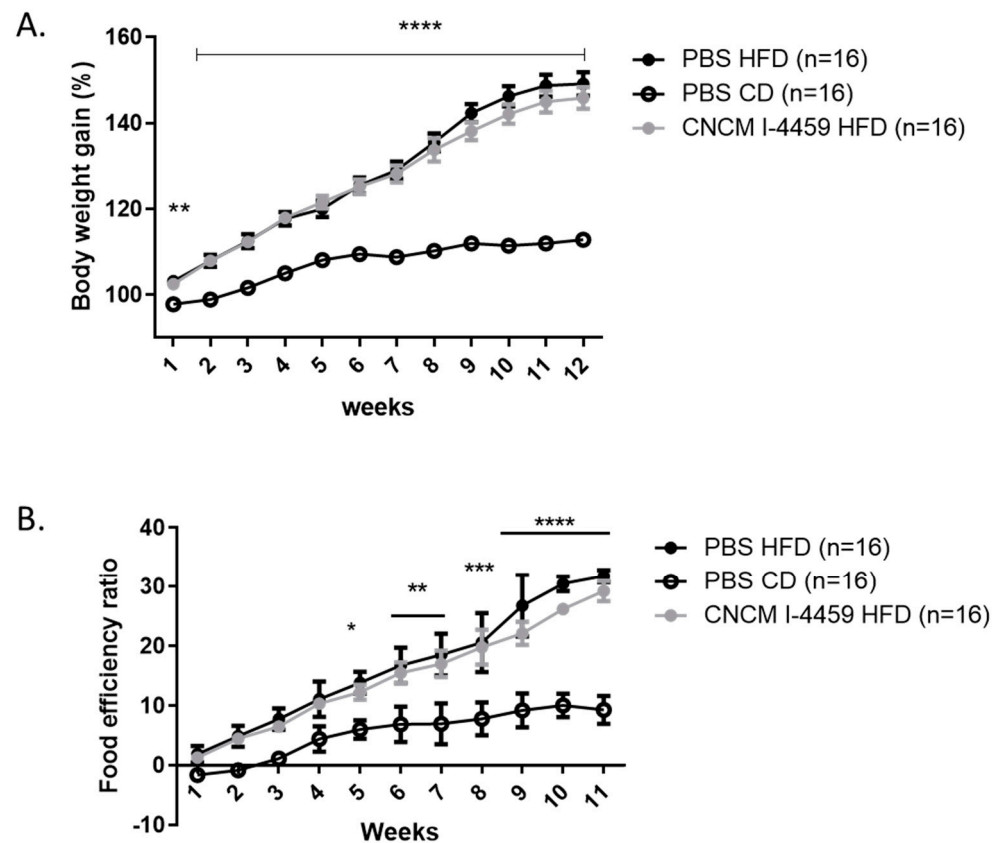 A.
****
160
140
120
100
Body weight gain (%)
**
1 2 3 4 5 6 7 8 9 10 11 12
weeks
PBS HFD (n=16)
PBS CD (n=16)
CNCM I-4459 HFD (n=16)
B.
40
30
20
10
0
-10
Food efficiency ratio
*
**
***
****
1 2 3 4 5 6 7 8 9 10 11
Weeks
PBS HFD (n=16)
PBS CD (n=16)
CNCM I-4459 HFD (n=16)